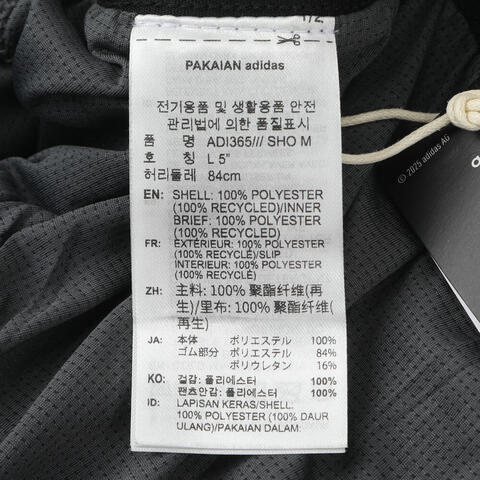 1/2
PAKAIAN adidas
전기용품 및 생활용품 안전
관리법에 의한 품질표시
품 명 ADI365/// SHO M
호 칭 L 5"
허리둘레 84cm
EN: SHELL: 100% POLYESTER
(100% RECYCLED)/INNER
BRIEF: 100% POLYESTER
(100% RECYCLED)
FR: EXTÉRIEUR: 100% POLYESTER
(100% RECYCLÉ)/SLIP
INTERIEUR: 100% POLYESTER
(100% RECYCLÉ)
ZH: 主料: 100% 聚酯纤维(再
生)/里布: 100% 聚酯纤维(
再生)
JA: 本体 ポリエステル 100%
ゴム部分 ポリエステル 84%
ポリウレタン 16%
KO: 겉감: 폴리에스터 100%
팬츠안감: 폴리에스터 100%
ID: LAPISAN KERAS/SHELL:
100% POLYESTER (100% DAUR
ULANG)/PAKAIAN DALAM:
© 2025 adidas AG